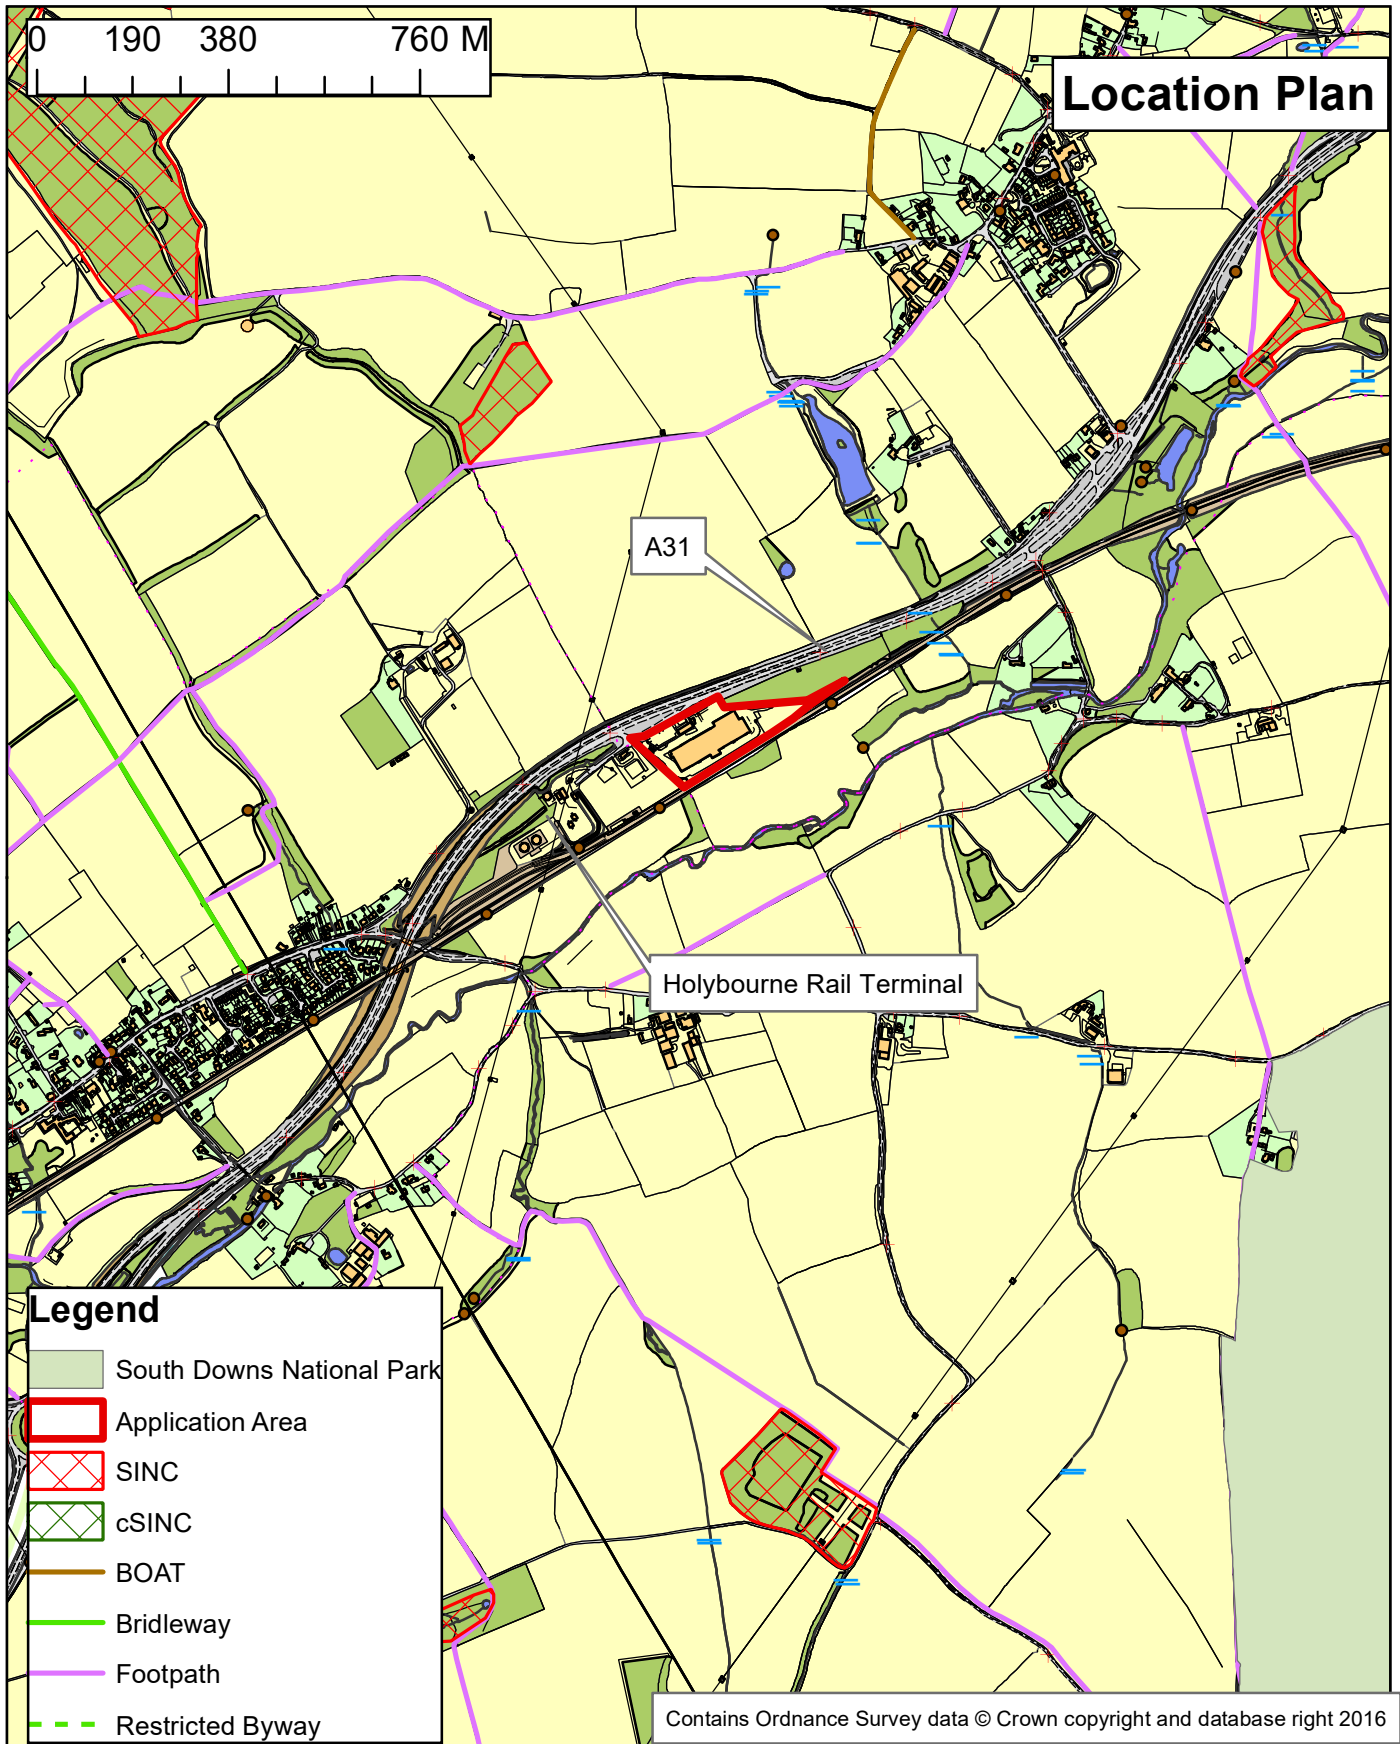 0 190 380 760 M
Location Plan
A31
Holybourne Rail Terminal
Legend
South Downs National Park
Application Area
SINC
cSINC
BOAT
Bridleway
Footpath
Restricted Byway
Contains Ordnance Survey data © Crown copyright and database right 2016